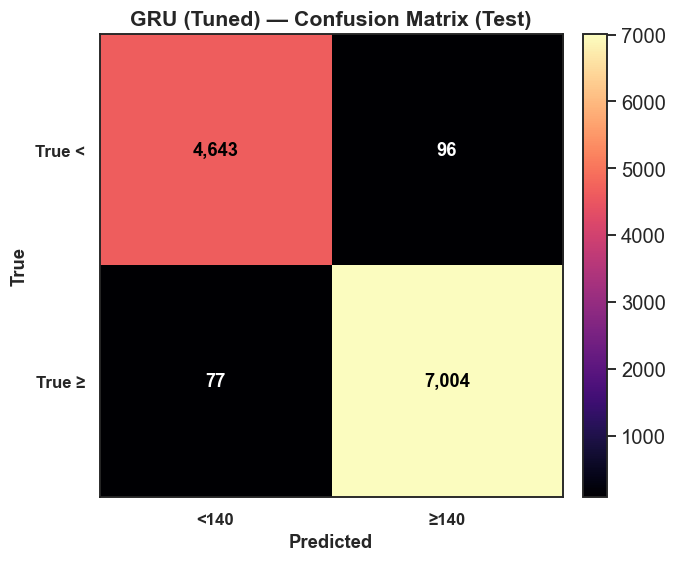 GRU (Tuned) — Confusion Matrix (Test)
True <
4,643
96
True ≥
77
7,004
<140
≥140
Predicted
True
7000
6000
5000
4000
3000
2000
1000